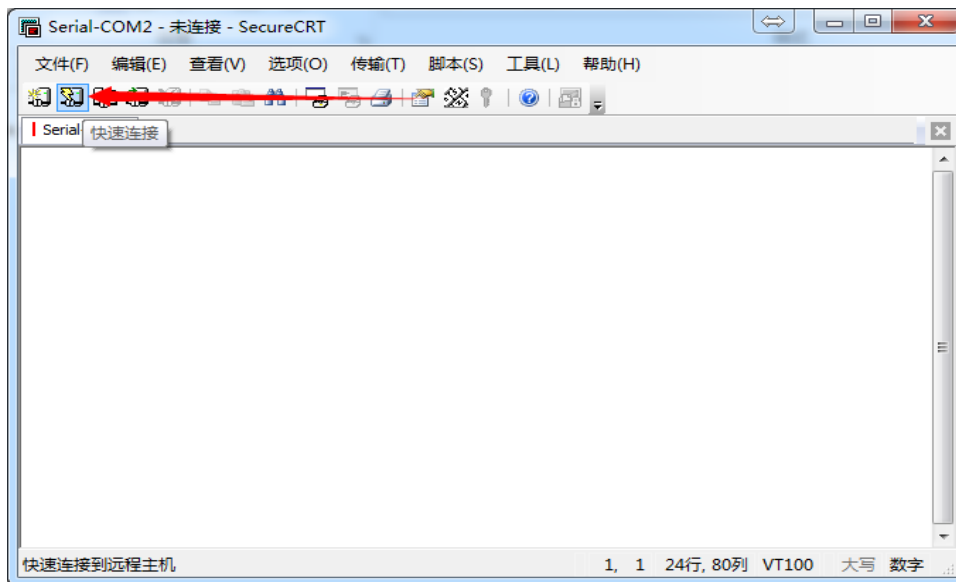 Serial-COM2 - 未连接 - SecureCRT
文件(F) 编辑(E) 查看(V) 选项(O) 传输(T) 脚本(S) 工具(L) 帮助(H)
Serial-
快速连接
快速连接到远程主机 1, 1 24行, 80列 VT100 大写 数字